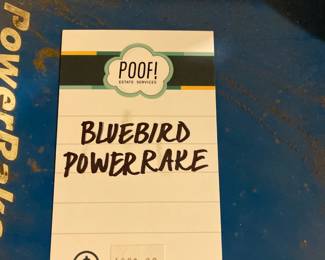 PowerRake
POOF!
ESTATE SERVICES
BLUEBIRD
POWERRAKE